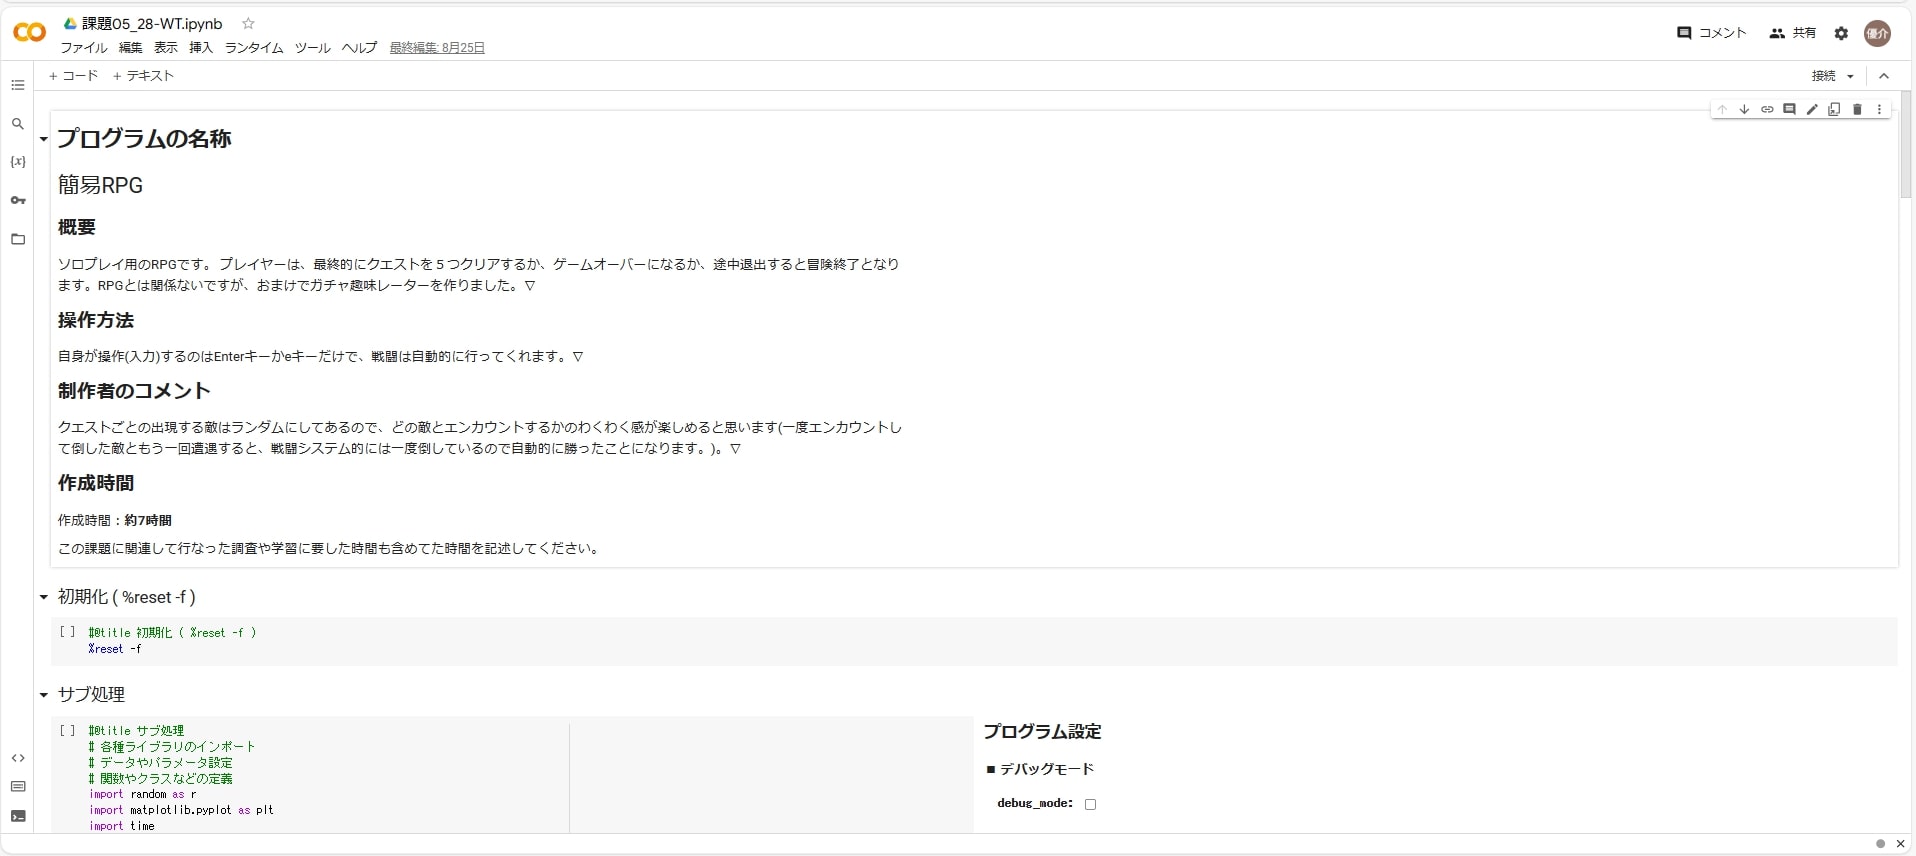 課題05_28-WT.ipynb
ファイル 編集 表示 挿入 ランタイム ツール ヘルプ 最終編集: 8月25日
コメント 共有 優介
+ コード + テキスト
接続
プログラムの名称
簡易RPG
概要
ソロプレイ用のRPGです。 プレイヤーは、最終的にクエストを５つクリアするか、ゲームオーバーになるか、途中退出すると冒険終了となり
ます。RPGとは関係ないですが、おまけでガチャ趣味レーターを作りました。▽
操作方法
自身が操作(入力)するのはEnterキーかeキーだけで、戦闘は自動的に行ってくれます。▽
制作者のコメント
クエストごとの出現する敵はランダムにしてあるので、どの敵とエンカウントするかのわくわく感が楽しめると思います(一度エンカウントし
て倒した敵ともう一回遭遇すると、戦闘システム的には一度倒しているので自動的に勝ったことになります。)。▽
作成時間
作成時間：約7時間
この課題に関連して行なった調査や学習に要した時間も含めてた時間を記述してください。
初期化 ( %reset -f )
[ ] #@title 初期化 ( %reset -f )
%reset -f
サブ処理
[ ] #@title サブ処理
# 各種ライブラリのインポート
# データやパラメータ設定
# 関数やクラスなどの定義
import random as r
import matplotlib.pyplot as plt
import time
プログラム設定
■ デバッグモード
debug_mode:
{x}